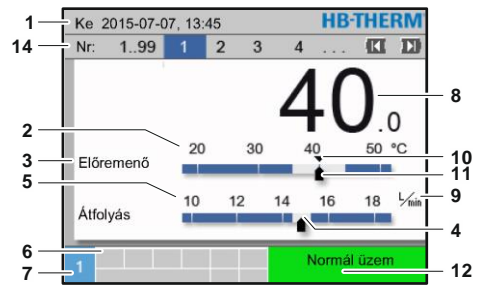 1 Ke 2015-07-07, 13:45 HB-THERM
14 Nr: 1..99 1 2 3 4 ...
40.0 8
2 20 30 40 50 °C 10
3 Előremenő 11
5 10 12 14 16 18 L/min 9
Átfolyás 4
6
7 1 Normál üzem 12